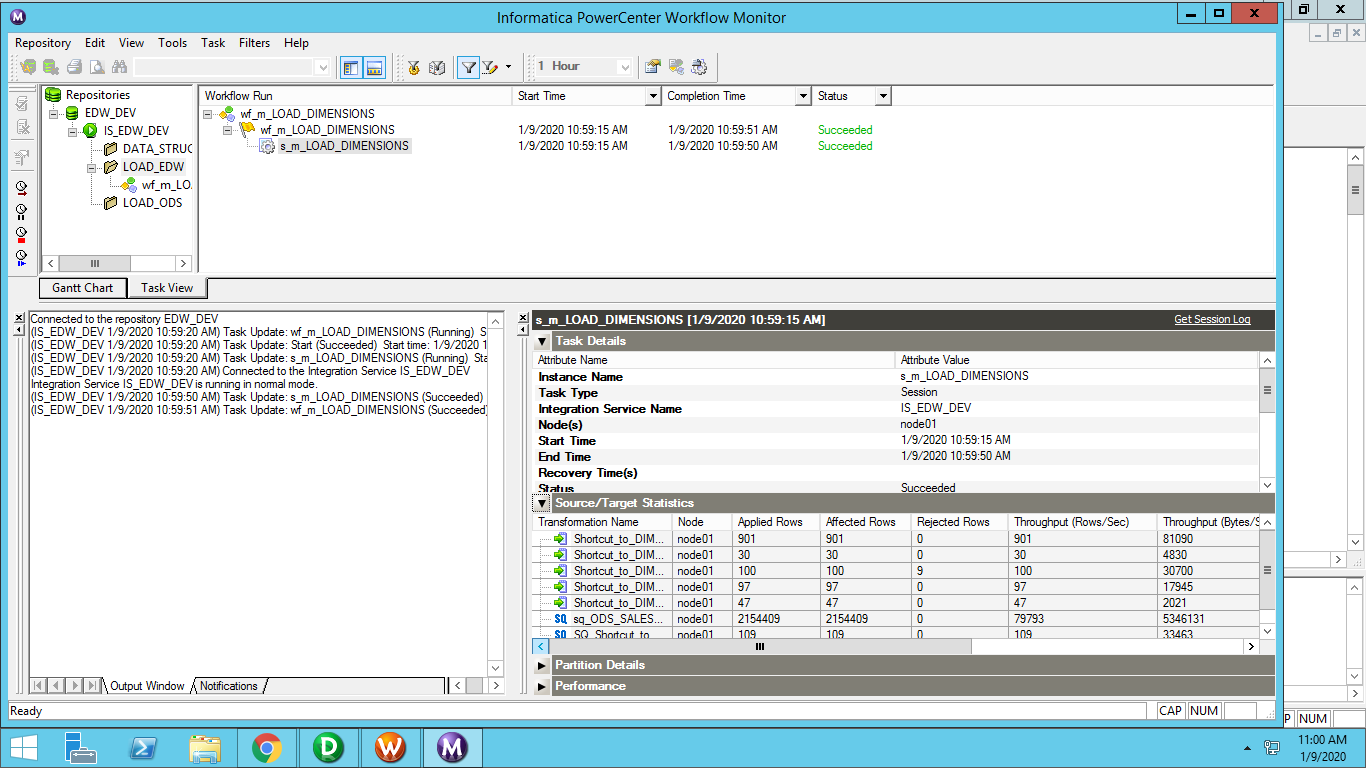 Informatica PowerCenter Workflow Monitor
Repository Edit View Tools Task Filters Help
1 Hour
Repositories
EDW_DEV
IS_EDW_DEV
DATA_STRUC
LOAD_EDW
wf_m_LO
LOAD_ODS
Workflow Run Start Time Completion Time Status
wf_m_LOAD_DIMENSIONS
wf_m_LOAD_DIMENSIONS 1/9/2020 10:59:15 AM 1/9/2020 10:59:51 AM Succeeded
s_m_LOAD_DIMENSIONS 1/9/2020 10:59:15 AM 1/9/2020 10:59:50 AM Succeeded
Gantt Chart Task View
Connected to the repository EDW_DEV
(IS_EDW_DEV 1/9/2020 10:59:20 AM) Task Update: wf_m_LOAD_DIMENSIONS (Running) S
(IS_EDW_DEV 1/9/2020 10:59:20 AM) Task Update: Start (Succeeded) Start time: 1/9/2020 1
(IS_EDW_DEV 1/9/2020 10:59:20 AM) Task Update: s_m_LOAD_DIMENSIONS (Running) Sta
(IS_EDW_DEV 1/9/2020 10:59:20 AM) Connected to the Integration Service IS_EDW_DEV
Integration Service IS_EDW_DEV is running in normal mode.
(IS_EDW_DEV 1/9/2020 10:59:50 AM) Task Update: s_m_LOAD_DIMENSIONS (Succeeded)
(IS_EDW_DEV 1/9/2020 10:59:51 AM) Task Update: wf_m_LOAD_DIMENSIONS (Succeeded)
Output Window Notifications
s_m_LOAD_DIMENSIONS [1/9/2020 10:59:15 AM] Get Session Log
Task Details
Attribute Name Attribute Value
Instance Name s_m_LOAD_DIMENSIONS
Task Type Session
Integration Service Name IS_EDW_DEV
Node(s) node01
Start Time 1/9/2020 10:59:15 AM
End Time 1/9/2020 10:59:50 AM
Recovery Time(s)
Status Succeeded
Source/Target Statistics
Transformation Name Node Applied Rows Affected Rows Rejected Rows Throughput (Rows/Sec) Throughput (Bytes/S
Shortcut_to_DIM... node01 901 901 0 901 81090
Shortcut_to_DIM... node01 30 30 0 30 4830
Shortcut_to_DIM... node01 100 100 9 100 30700
Shortcut_to_DIM... node01 97 97 0 97 17945
Shortcut_to_DIM... node01 47 47 0 47 2021
SQ sq_ODS_SALES... node01 2154409 2154409 0 79793 5346131
SQ SQ_Shortcut_to_ node01 109 109 0 109 33463
Partition Details
Performance
Ready CAP NUM
P NUM
11:00 AM
1/9/2020